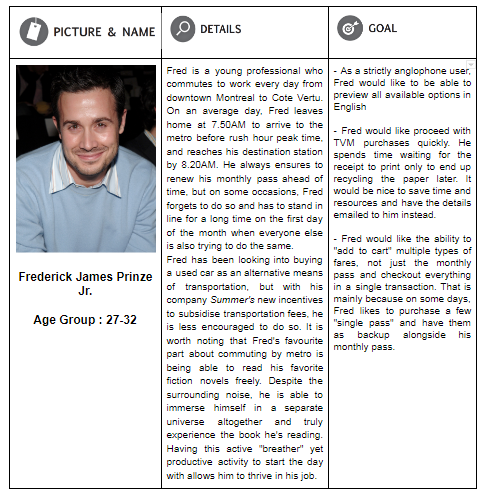 PICTURE & NAME
DETAILS
GOAL
Frederick James Prinze
Jr.
Age Group : 27-32
Fred is a young professional who
commutes to work every day from
downtown Montreal to Cote Vertu.
On an average day, Fred leaves
home at 7.50AM to arrive to the
metro before rush hour peak time,
and reaches his destination station
by 8.20AM. He always ensures to
renew his monthly pass ahead of
time, but on some occasions, Fred
forgets to do so and has to stand in
line for a long time on the first day
of the month when everyone else
is also trying to do the same.
Fred has been looking into buying
a used car as an alternative means
of transportation, but with his
company Summer's new incentives
to subsidise transportation fees, he
is less encouraged to do so. It is
worth noting that Fred's favourite
part about commuting by metro is
being able to read his favorite
fiction novels freely. Despite the
surrounding noise, he is able to
immerse himself in a separate
universe altogether and truly
experience the book he's reading.
Having this active "breather" yet
productive activity to start the day
with allows him to thrive in his job.
- As a strictly anglophone user,
Fred would like to be able to
preview all available options in
English
- Fred would like proceed with
TVM purchases quickly. He
spends time waiting for the
receipt to print only to end up
recycling the paper later. It
would be nice to save time and
resources and have the details
emailed to him instead.
- Fred would like the ability to
"add to cart" multiple types of
fares, not just the monthly
pass and checkout everything
in a single transaction. That is
mainly because on some days,
Fred likes to purchase a few
"single pass" and have them
as backup alongside his
monthly pass.